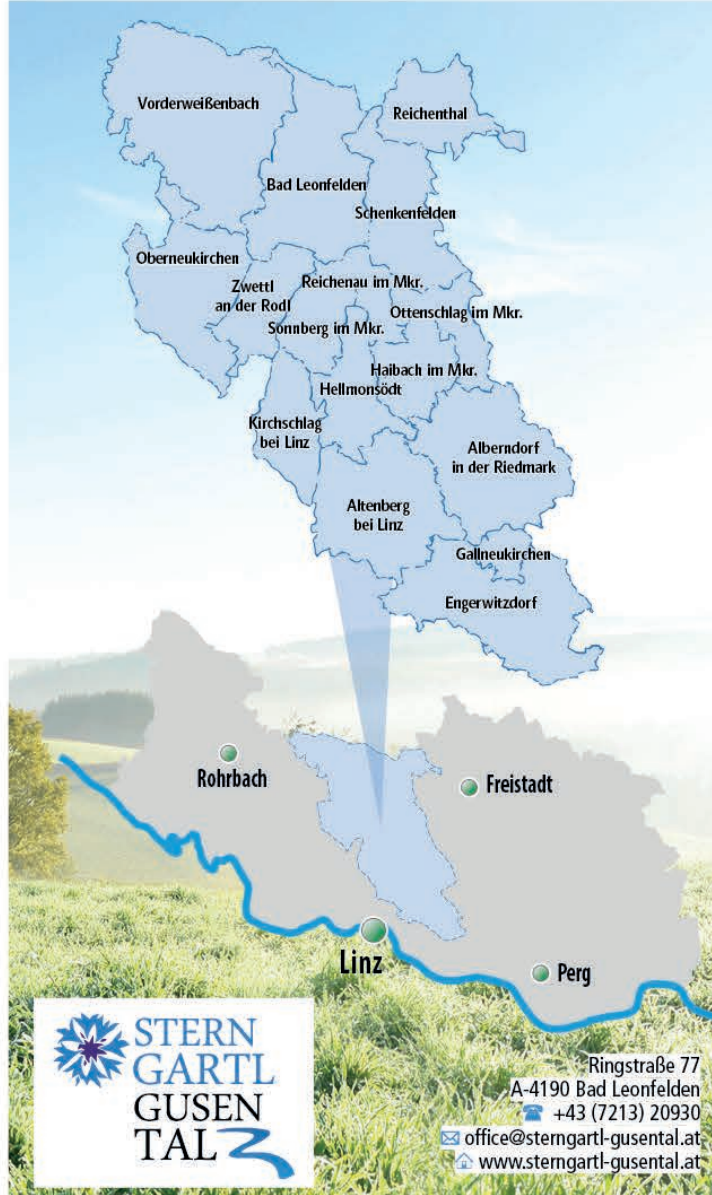 Vorderweißenbach
Reichenthal
Bad Leonfelden
Schenkenfelden
Oberneukirchen
Zwettl
an der Rodl
Reichenau im Mkr.
Ottenschlag im Mkr.
Sonnberg im Mkr.
Haibach im Mkr.
Hellmonsödt
Kirchschlag
bei Linz
Alberndorf
in der Riedmark
Altenberg
bei Linz
Gallneukirchen
Engerwitzdorf
Rohrbach
Freistadt
Linz
Perg
STERN
GARTL
GUSEN
TAL
Ringstraße 77
A-4190 Bad Leonfelden
+43 (7213) 20930
office@sterngartl-gusental.at
www.sterngartl-gusental.at